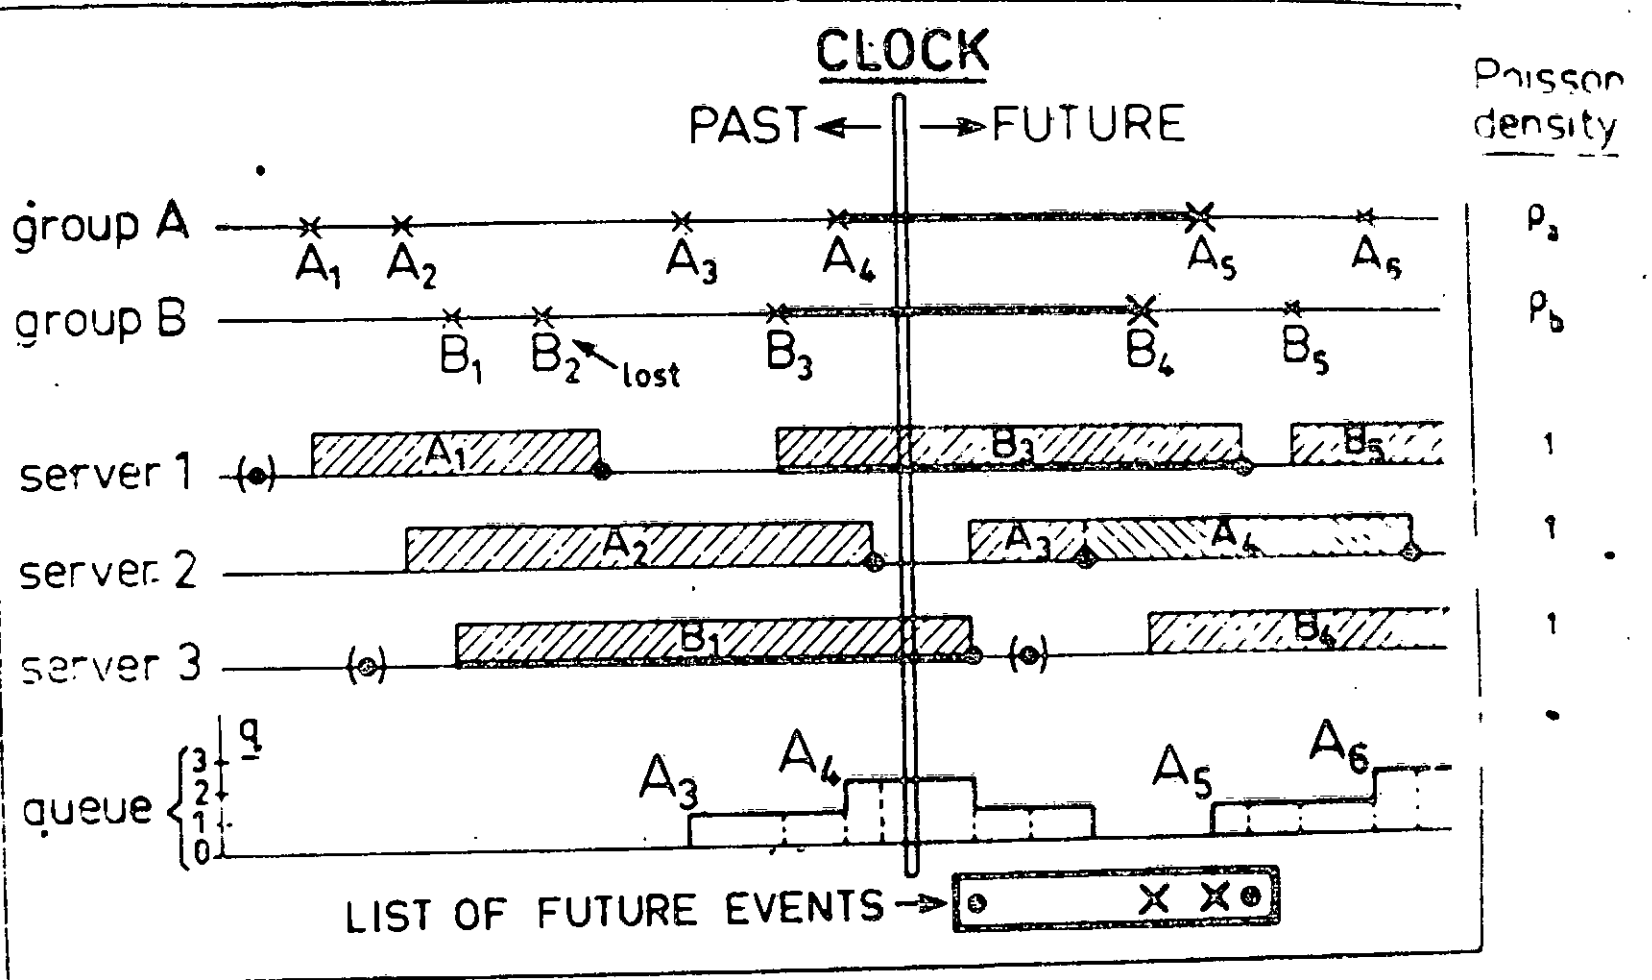 CLOCK
Poisson
density
PAST ← → FUTURE
group A
A₁ A₂ A₃ A₄ A₅ A₆
ρₐ
group B
B₁ B₂ lost B₃ B₄ B₅
ρb
server 1 A₁ B₃ B₅ 1
server 2 A₂ A₃ A₄ 1
server 3 B₁ B₄ 1
q
A₃ A₄ A₅ A₆
queue
3
2
1
0
LIST OF FUTURE EVENTS →